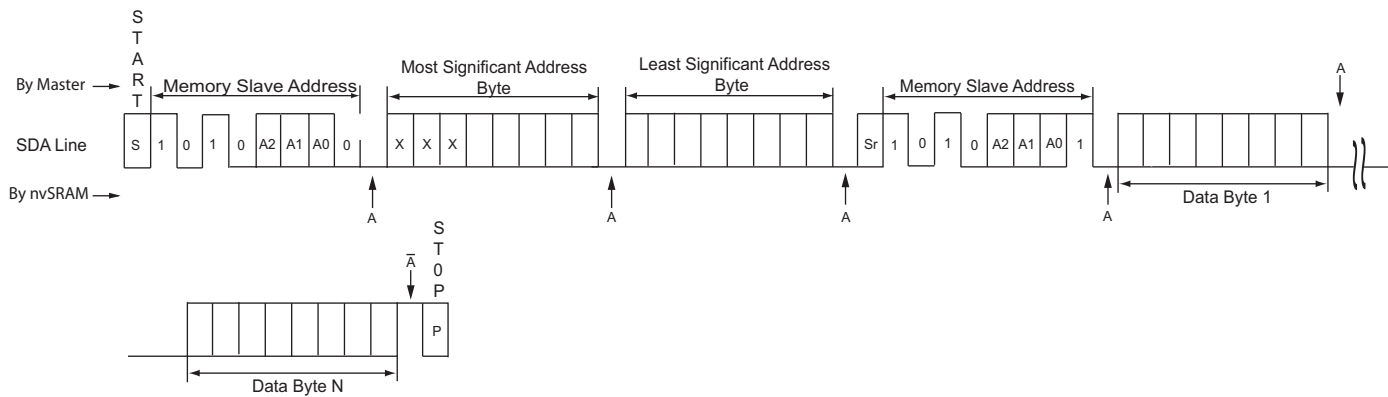 START
By Master
Memory Slave Address
Most Significant Address Byte
Least Significant Address Byte
Memory Slave Address
A
SDA Line
S 1 0 1 0 A2 A1 A0 0 X X X Sr 1 0 1 0 A2 A1 A0 1
By nvSRAM
A A A A
Data Byte 1
ST0P
A̅
P
Data Byte N